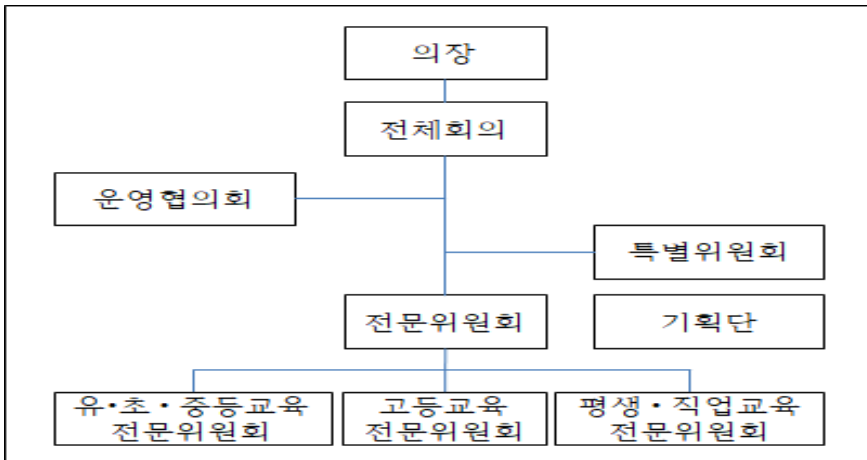 의장
전체회의
운영협의회
특별위원회
전문위원회
기획단
유·초·중등교육
전문위원회
고등교육
전문위원회
평생·직업교육
전문위원회